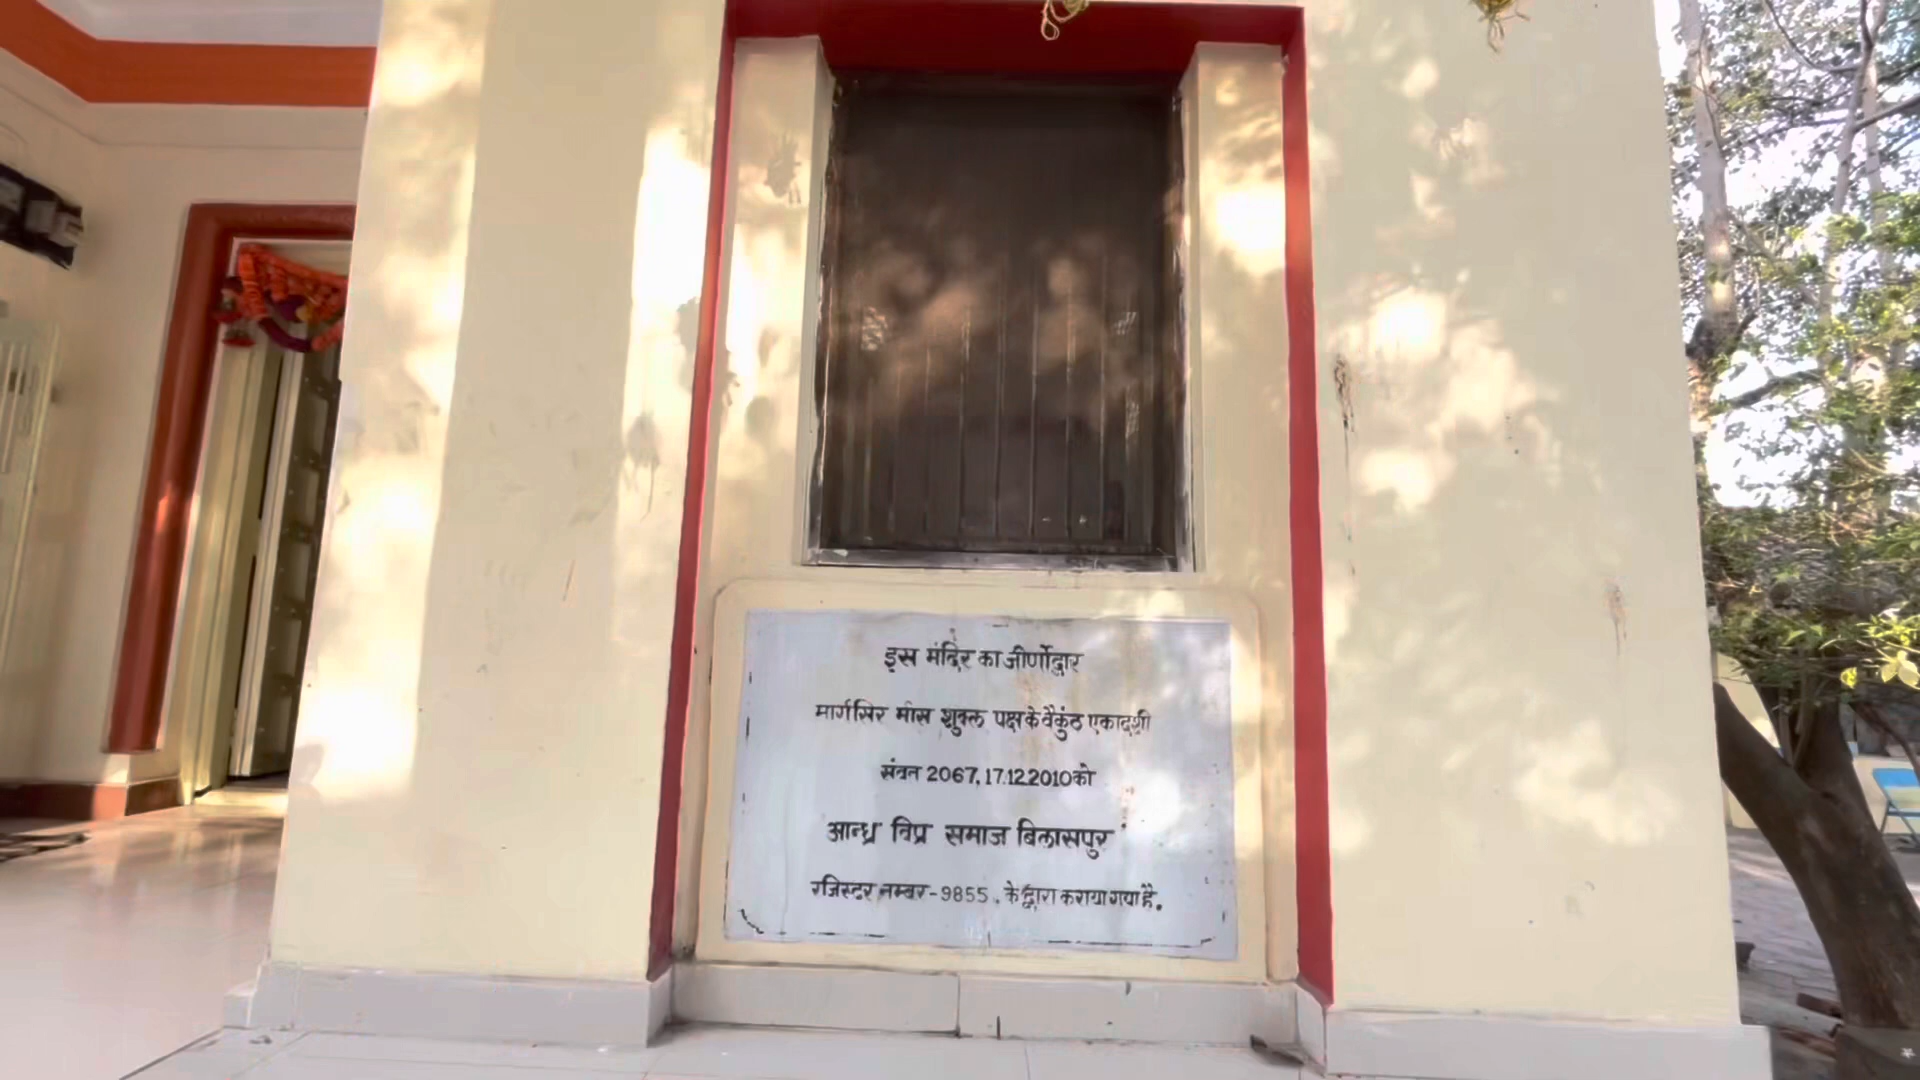 इस मंदिर का जीर्णोद्वार
मार्गसिर मास शुक्ल पक्ष के वैकुंठ एकादशी
संवत 2067, 17.12.2010 को
आन्ध्र विप्र समाज बिलासपुर
रजिस्टर नम्बर - 9855. के द्वारा कराया गया है.